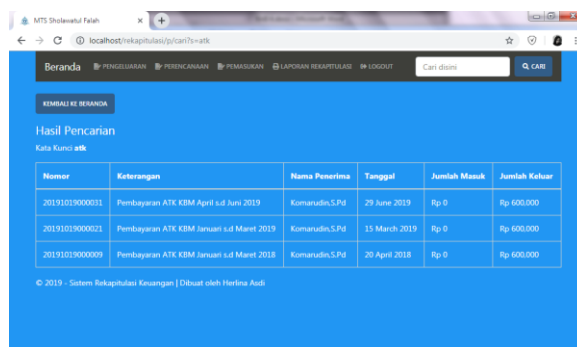 MTS Sholawatul Falah
localhost/rekapitulasi/p/cari?s=atk
Beranda PENGELUARAN PERENCANAAN PEMASUKAN LAPORAN REKAPITULASI LOGOUT Cari disini CARI
KEMBALI KE BERANDA
Hasil Pencarian
Kata Kunci atk
Nomor Keterangan Nama Penerima Tanggal Jumlah Masuk Jumlah Keluar
20191019000031 Pembayaran ATK KBM April s.d Juni 2019 Komarudin,S.Pd 29 June 2019 Rp 0 Rp 600,000
20191019000021 Pembayaran ATK KBM Januari s.d Maret 2019 Komarudin,S.Pd 15 March 2019 Rp 0 Rp 600,000
20191019000009 Pembayaran ATK KBM Januari s.d Maret 2018 Komarudin,S.Pd 20 April 2018 Rp 0 Rp 600,000
© 2019 - Sistem Rekapitulasi Keuangan | Dibuat oleh Herlina Asdi